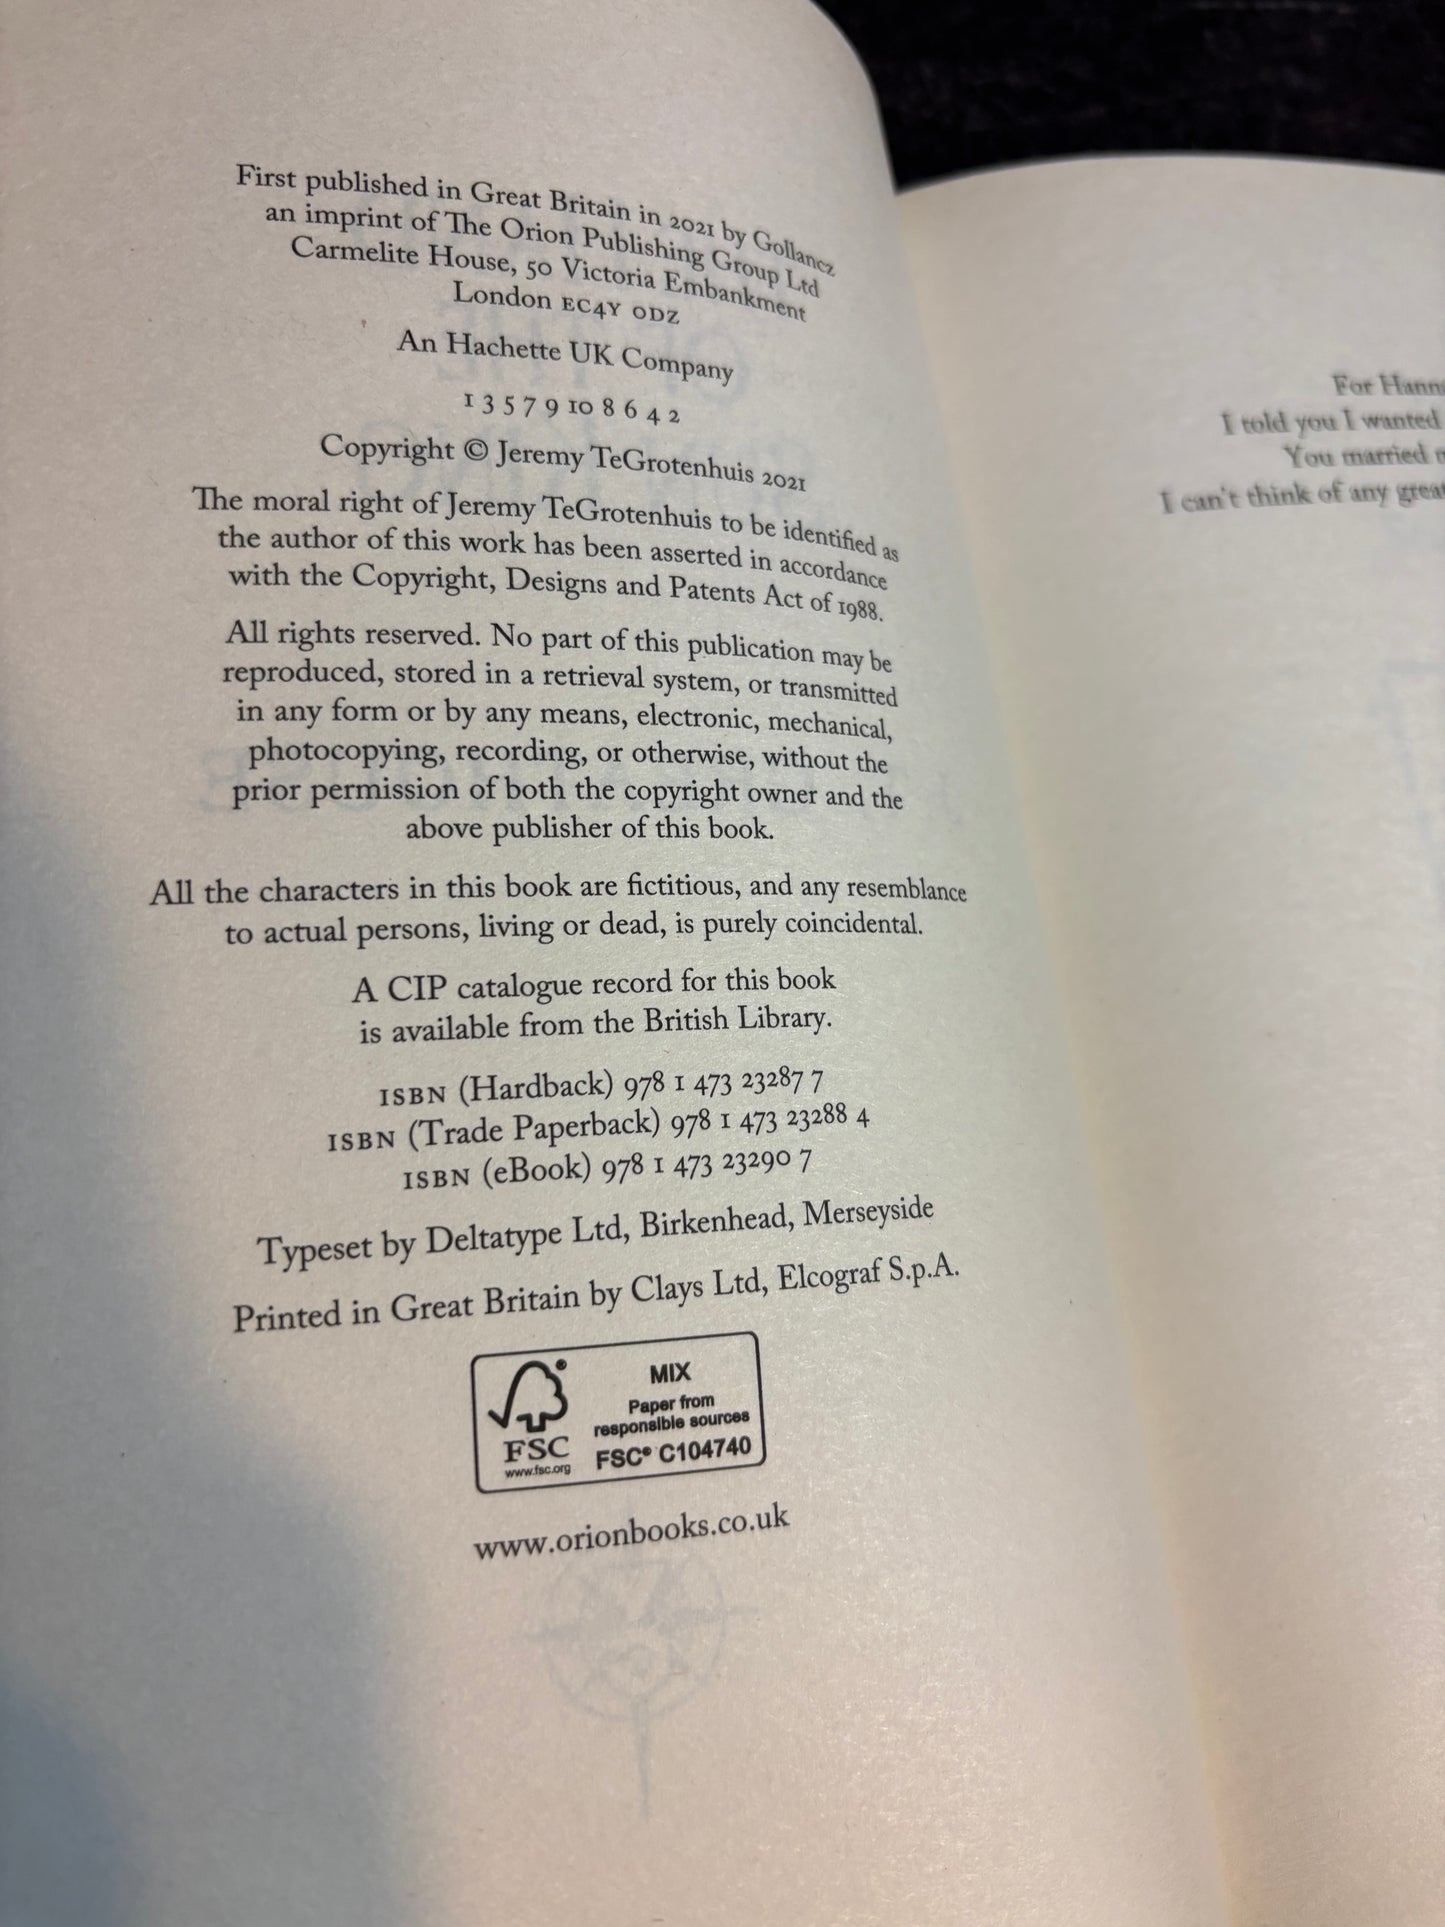 First published in Great Britain in 2021 by Gollancz
an imprint of The Orion Publishing Group Ltd
Carmelite House, 50 Victoria Embankment
London EC4Y 0DZ
An Hachette UK Company
1 3 5 7 9 10 8 6 4 2
Copyright © Jeremy TeGrotenhuis 2021
The moral right of Jeremy TeGrotenhuis to be identified as
the author of this work has been asserted in accordance
with the Copyright, Designs and Patents Act of 1988.
All rights reserved. No part of this publication may be
reproduced, stored in a retrieval system, or transmitted
in any form or by any means, electronic, mechanical,
photocopying, recording, or otherwise, without the
prior permission of both the copyright owner and the
above publisher of this book.
All the characters in this book are fictitious, and any resemblance
to actual persons, living or dead, is purely coincidental.
A CIP catalogue record for this book
is available from the British Library.
ISBN (Hardback) 978 1 473 23287 7
ISBN (Trade Paperback) 978 1 473 23288 4
ISBN (eBook) 978 1 473 23290 7
Typeset by Deltatype Ltd, Birkenhead, Merseyside
Printed in Great Britain by Clays Ltd, Elcograf S.p.A.
FSC
www.fsc.org
MIX
Paper from
responsible sources
FSC® C104740
www.orionbooks.co.uk
For
I told you I wanted
You married
I can't think of any